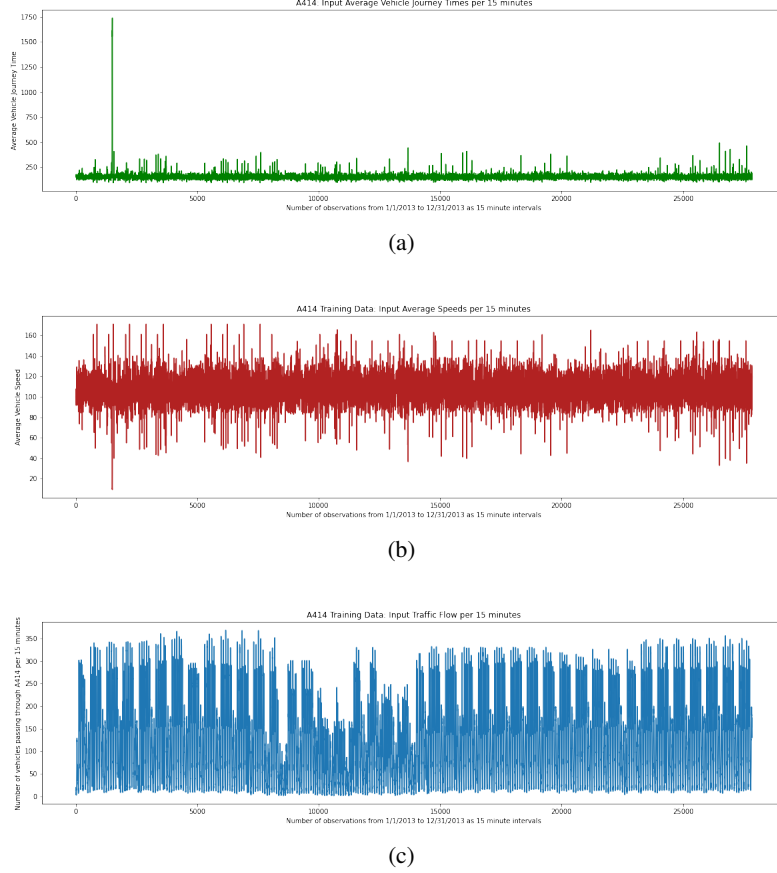 A414: Input Average Vehicle Journey Times per 15 minutes
Average Vehicle Journey Time
1750
1500
1250
1000
750
500
250
0 5000 10000 15000 20000 25000
Number of observations from 1/1/2013 to 12/31/2013 as 15 minute intervals
(a)
A414 Training Data: Input Average Speeds per 15 minutes
Average Vehicle Speed
160
140
120
100
80
60
40
20
0 5000 10000 15000 20000 25000
Number of observations from 1/1/2013 to 12/31/2013 as 15 minute intervals
(b)
A414 Training Data: Input Traffic Flow per 15 minutes
Number of vehicles passing through A414 per 15 minutes
350
300
250
200
150
100
50
0
0 5000 10000 15000 20000 25000
Number of observations from 1/1/2013 to 12/31/2013 as 15 minute intervals
(c)